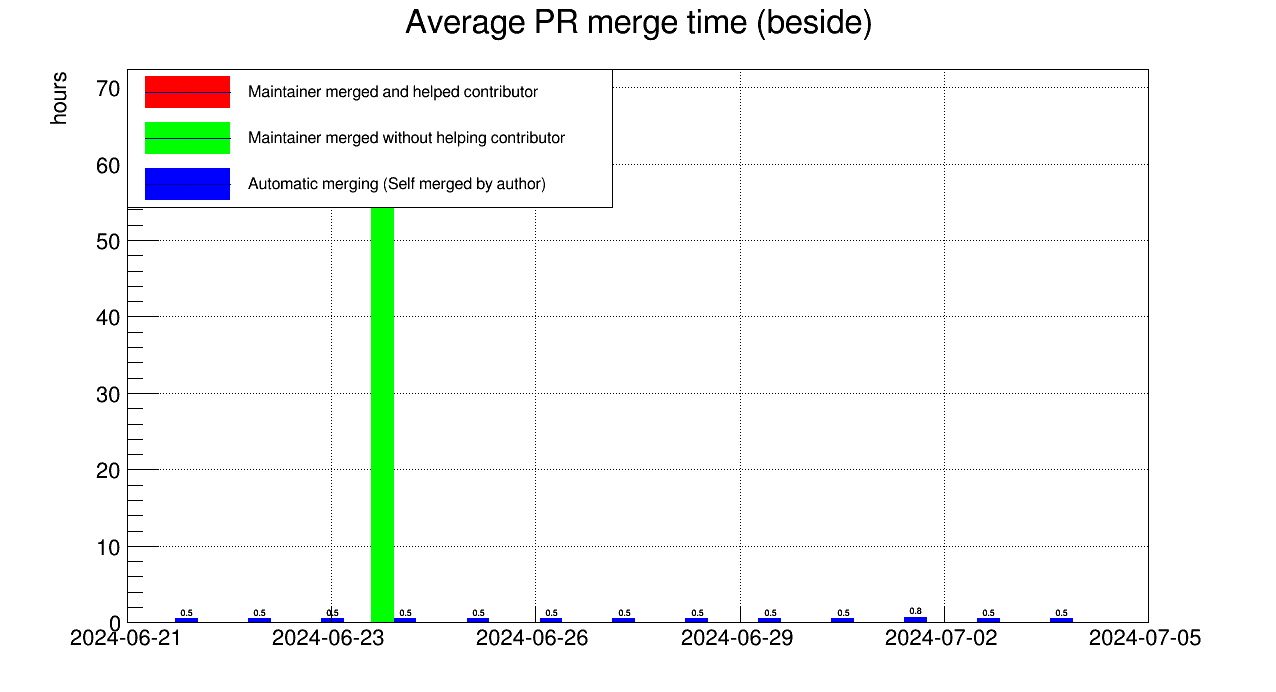 Average PR merge time (beside)
hours
70
60
50
40
30
20
10
0
Maintainer merged and helped contributor
Maintainer merged without helping contributor
Automatic merging (Self merged by author)
0.5 0.5 0.5 0.5 0.5 0.5 0.5 0.5 0.5 0.5 0.8 0.5 0.5
2024-06-21 2024-06-23 2024-06-26 2024-06-29 2024-07-02 2024-07-05